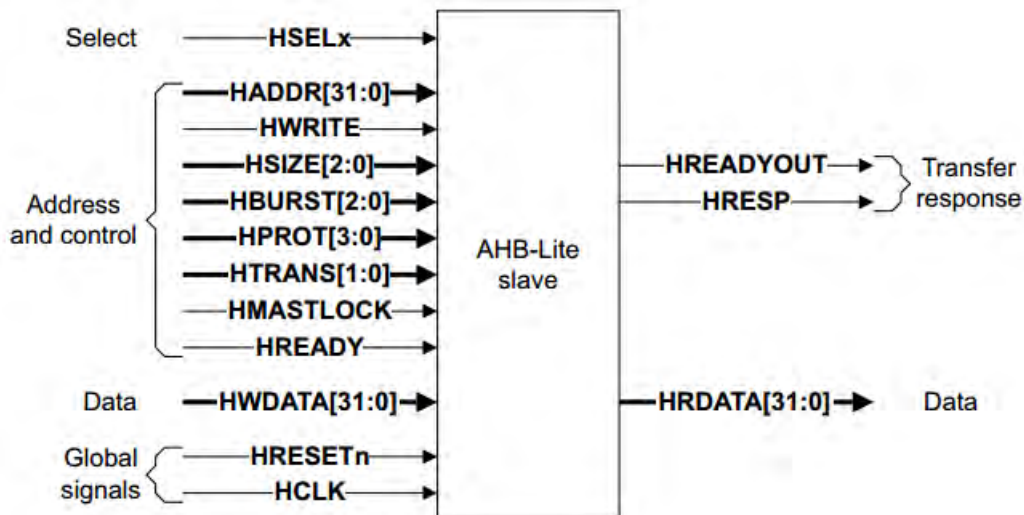 Select
HSELx
Address
and control
HADDR[31:0]
HWRITE
HSIZE[2:0]
HBURST[2:0]
HPROT[3:0]
HTRANS[1:0]
HMASTLOCK
HREADY
Data
HWDATA[31:0]
Global
signals
HRESETn
HCLK
AHB-Lite
slave
HREADYOUT
HRESP
Transfer
response
HRDATA[31:0]
Data